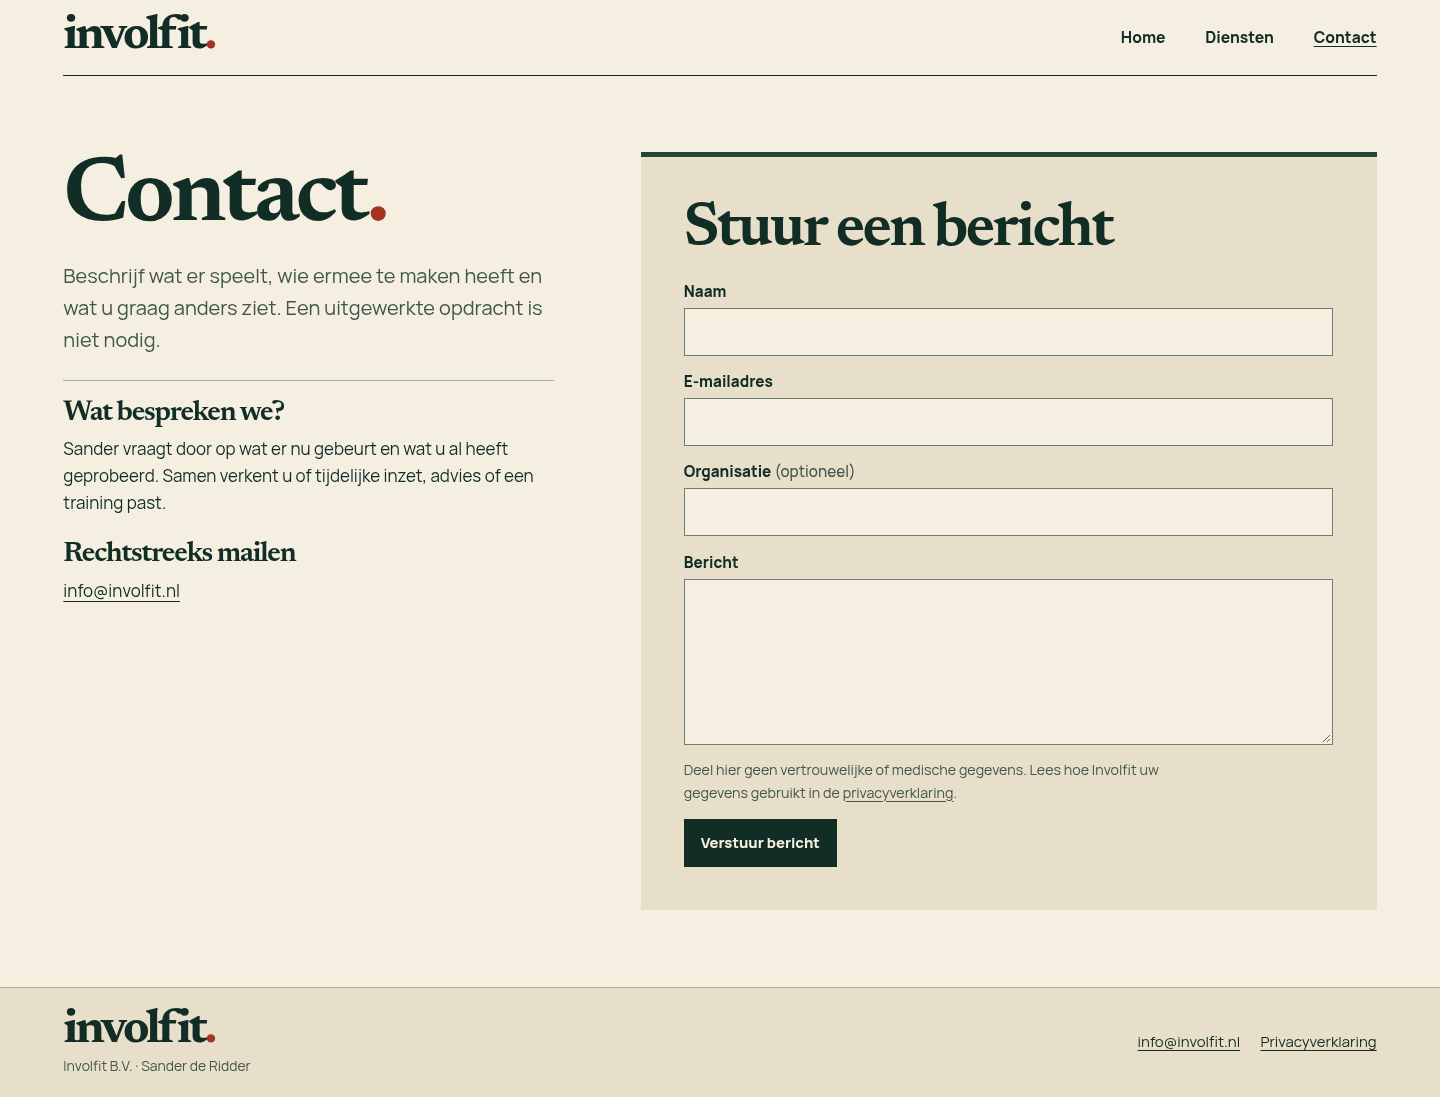 involfit.
Home
Diensten
Contact
Contact.
Beschrijf wat er speelt, wie ermee te maken heeft en
wat u graag anders ziet. Een uitgewerkte opdracht is
niet nodig.
Wat bespreken we?
Sander vraagt door op wat er nu gebeurt en wat u al heeft
geprobeerd. Samen verkent u of tijdelijke inzet, advies of een
training past.
Rechtstreeks mailen
info@involfit.nl
Stuur een bericht
Naam
E-mailadres
Organisatie (optioneel)
Bericht
Deel hier geen vertrouwelijke of medische gegevens. Lees hoe Involfit uw
gegevens gebruikt in de privacyverklaring.
Verstuur bericht
involfit.
Involfit B.V. · Sander de Ridder
info@involfit.nl
Privacyverklaring